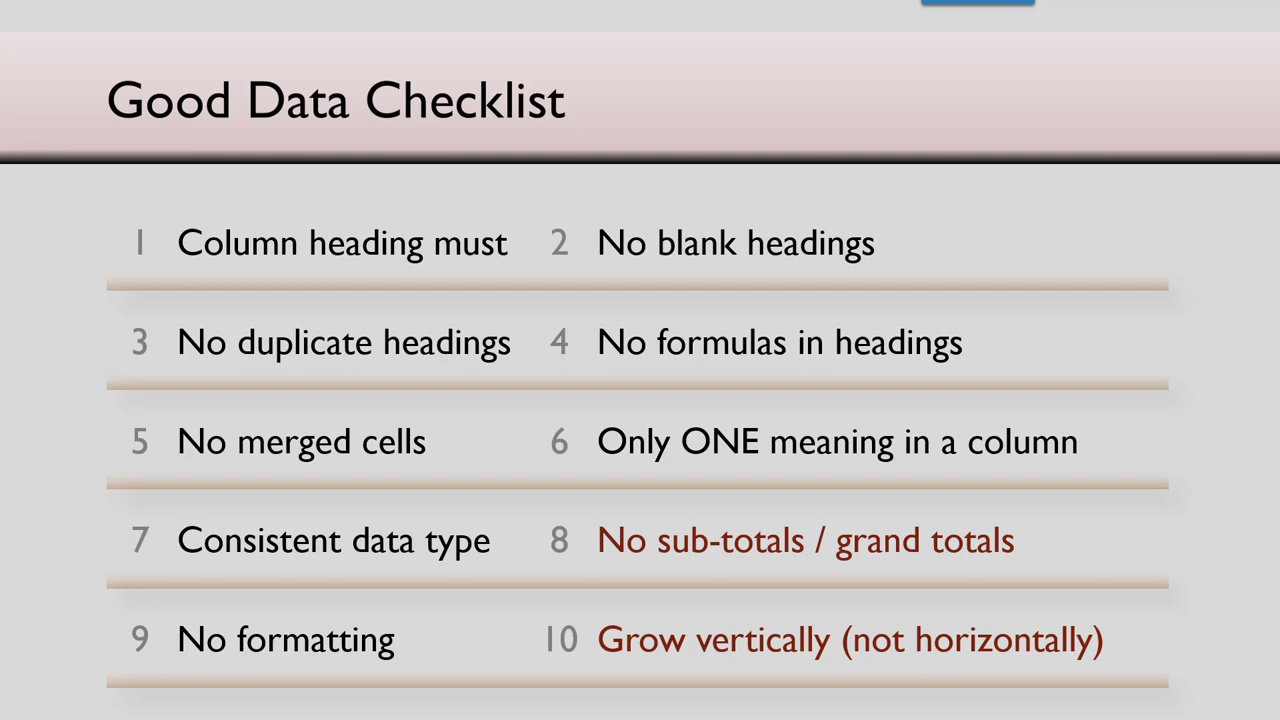 Good Data Checklist
1 Column heading must 2 No blank headings
3 No duplicate headings 4 No formulas in headings
5 No merged cells 6 Only ONE meaning in a column
7 Consistent data type 8 No sub-totals / grand totals
9 No formatting 10 Grow vertically (not horizontally)